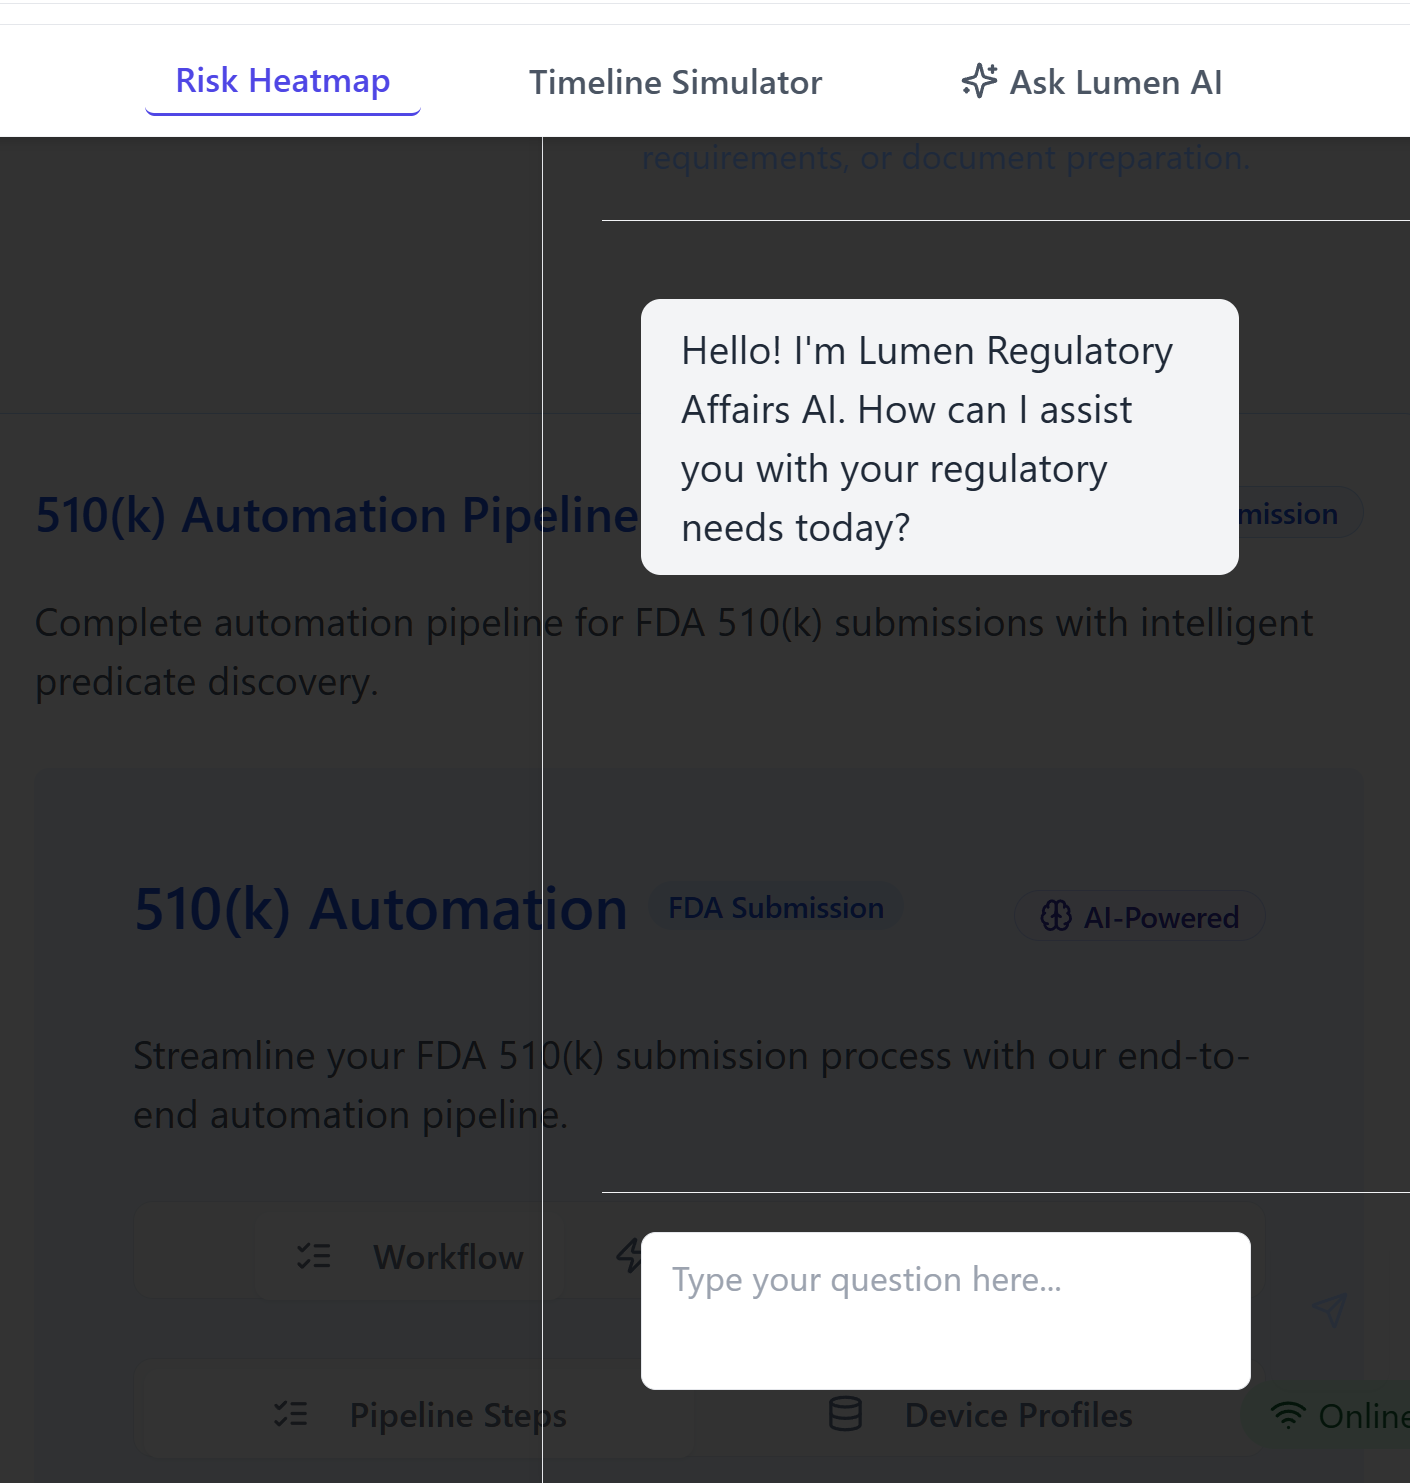 Risk Heatmap
Timeline Simulator
Ask Lumen AI
requirements, or document preparation.
Hello! I'm Lumen Regulatory
Affairs AI. How can I assist
you with your regulatory
needs today?
510(k) Automation Pipeline
mission
Complete automation pipeline for FDA 510(k) submissions with intelligent
predicate discovery.
510(k) Automation
FDA Submission
AI-Powered
Streamline your FDA 510(k) submission process with our end-to-
end automation pipeline.
Workflow
Type your question here...
Pipeline Steps
Device Profiles
Online